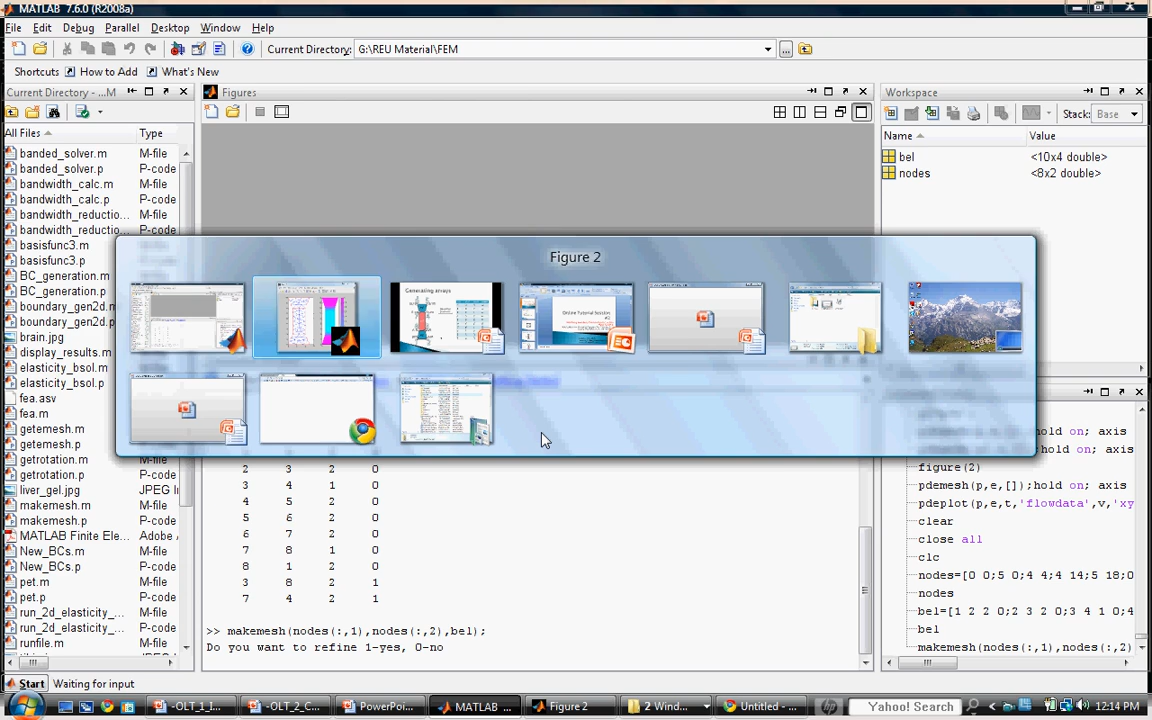 MATLAB 7.6.0 (R2008a)
File Edit Debug Parallel Desktop Window Help
Current Directory: G:\REU Material\FEM
Shortcuts How to Add What's New
Current Directory - ...M
Figures
Workspace
Stack: Base
All Files Type
Name Value
bel <10x4 double>
nodes <8x2 double>
banded_solver.m M-file
banded_solver.p P-code
bandwidth_calc.m M-file
bandwidth_calc.p P-code
bandwidth_reductio... M-file
bandwidth_reductio... P-code
basisfunc3.m
basisfunc3.p
BC_generation.m
BC_generation.p
boundary_gen2d.m
boundary_gen2d.p
brain.jpg
display_results.m
elasticity_bsol.m
elasticity_bsol.p
fea.asv
fea.m
getemesh.m
getemesh.p
getrotation.m
getrotation.p P-code
liver_gel.jpg JPEG I
makemesh.m M-file
makemesh.p P-code
MATLAB Finite Ele... Adobe
New_BCs.m M-file
New_BCs.p P-code
pet.m M-file
pet.p P-code
run_2d_elasticity_... M-file
run_2d_elasticity_... P-code
runfile.m M-file
Figure 2
Generating arrays
Online Tutorial Session
2 3 2 0
3 4 1 0
4 5 2 0
5 6 2 0
6 7 2 0
7 8 1 0
8 1 2 0
3 8 2 1
7 4 2 1
>> makemesh(nodes(:,1),nodes(:,2),bel);
Do you want to refine 1-yes, 0-no
hold on; axis
hold on; axis
figure(2)
pdemesh(p,e,[]);hold on; axis
pdeplot(p,e,t,'flowdata',v,'xy
clear
close all
clc
nodes=[0 0;5 0;4 4;4 14;5 18;0
nodes
bel=[1 2 2 0;2 3 2 0;3 4 1 0;4
bel
makemesh(nodes(:,1),nodes(:,2)
Start Waiting for input
-OLT_1_I... -OLT_2_C... PowerPoi... MATLAB ... Figure 2 2 Wind... Untitled - ... hp Yahoo! Search 12:14 PM